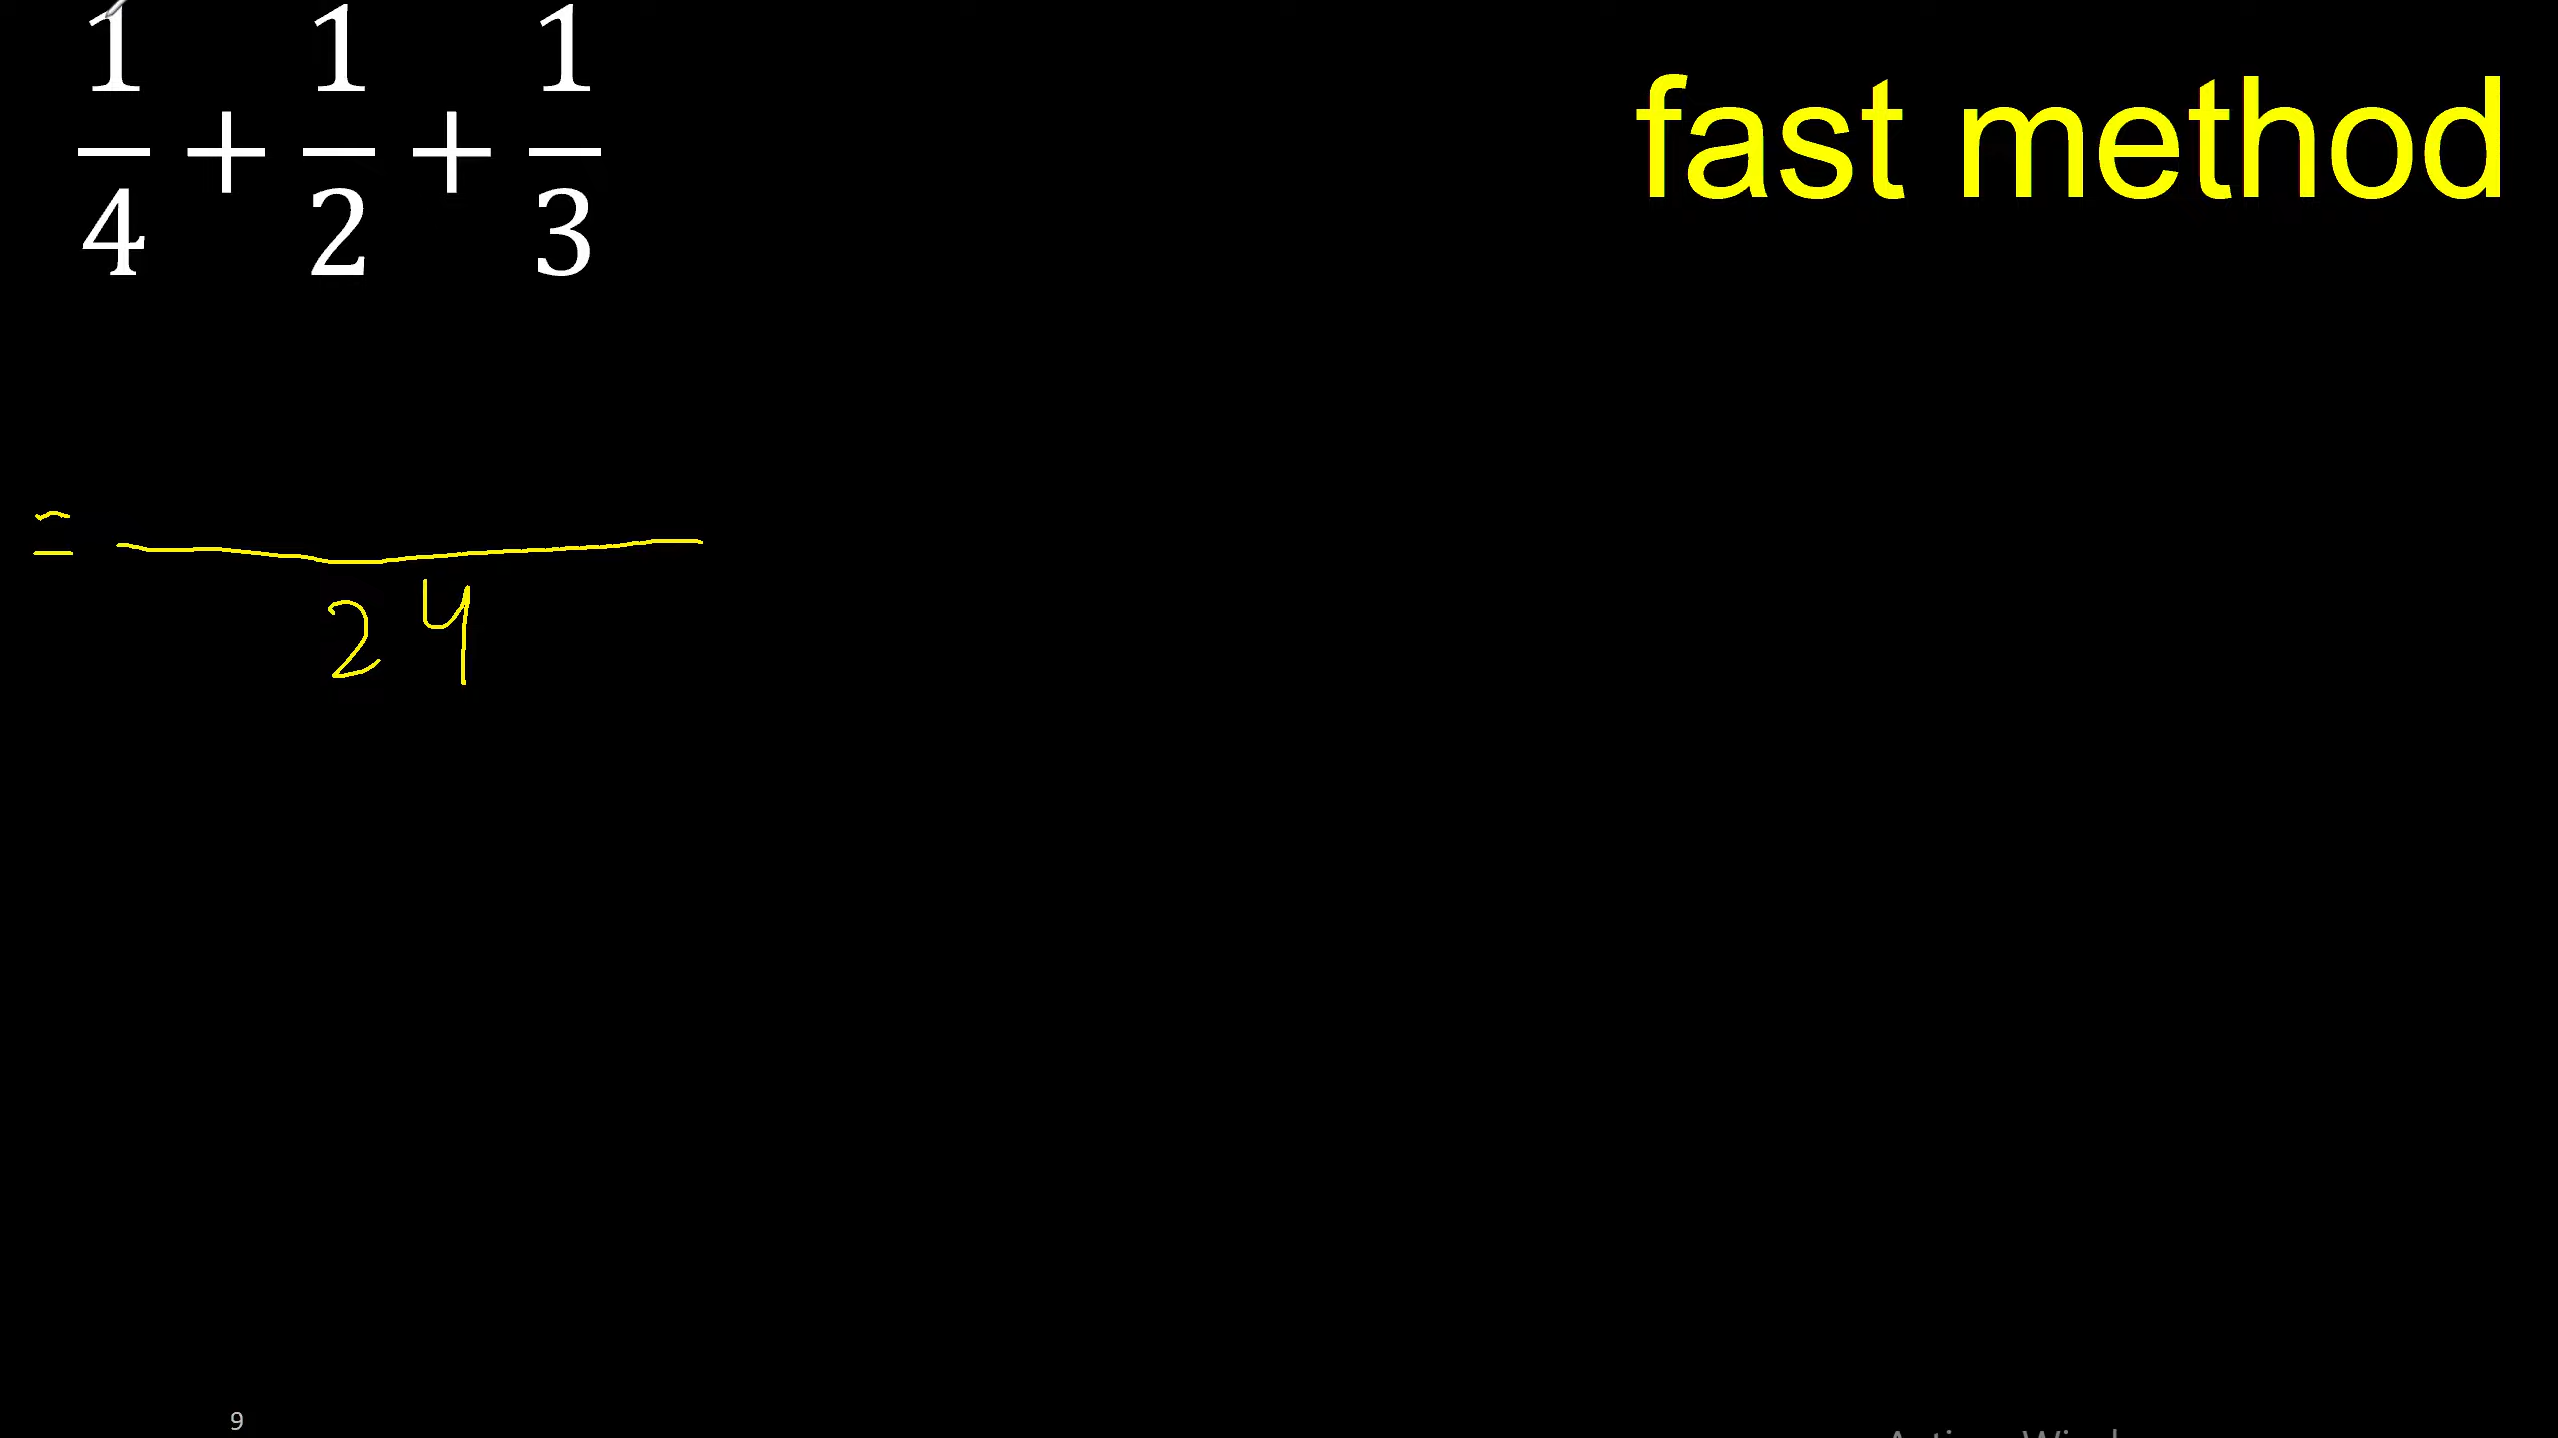 1/4 + 1/2 + 1/3
fast method
= 24
9